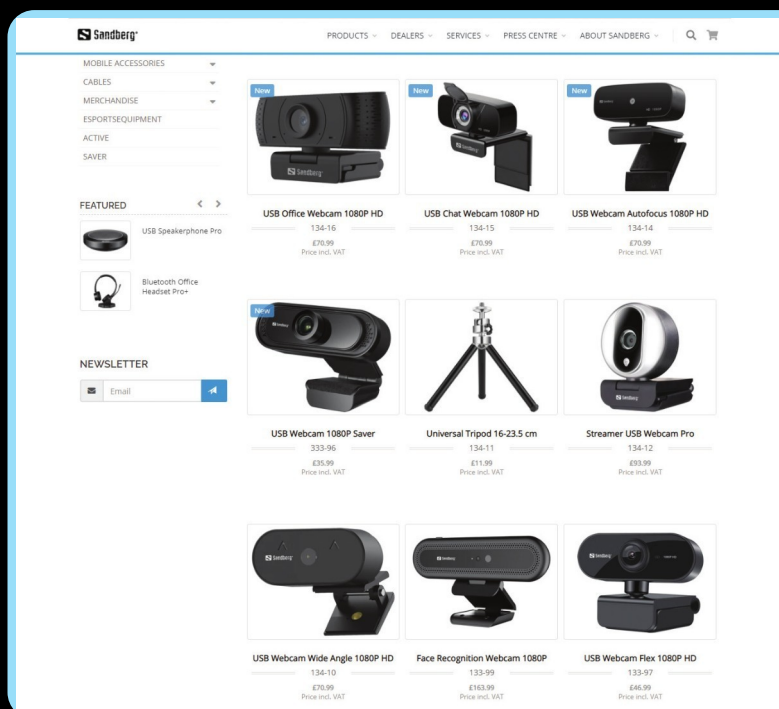 Sandberg
PRODUCTS DEALERS SERVICES PRESS CENTRE ABOUT SANDBERG
MOBILE ACCESSORIES
CABLES
MERCHANDISE
ESPORTSEQUIPMENT
ACTIVE
SAVER
FEATURED
USB Speakerphone Pro
Bluetooth Office
Headset Pro+
NEWSLETTER
Email
New
New
New
USB Office Webcam 1080P HD
134-16
£70.99
Price incl. VAT
USB Chat Webcam 1080P HD
134-15
£70.99
Price incl. VAT
USB Webcam Autofocus 1080P HD
134-14
£70.99
Price incl. VAT
New
USB Webcam 1080P Saver
333-96
£35.99
Price incl. VAT
Universal Tripod 16-23.5 cm
134-11
£11.99
Price incl. VAT
Streamer USB Webcam Pro
134-12
£93.99
Price incl. VAT
USB Webcam Wide Angle 1080P HD
134-10
£70.99
Price incl. VAT
Face Recognition Webcam 1080P
133-99
£163.99
Price incl. VAT
USB Webcam Flex 1080P HD
133-97
£46.99
Price incl. VAT